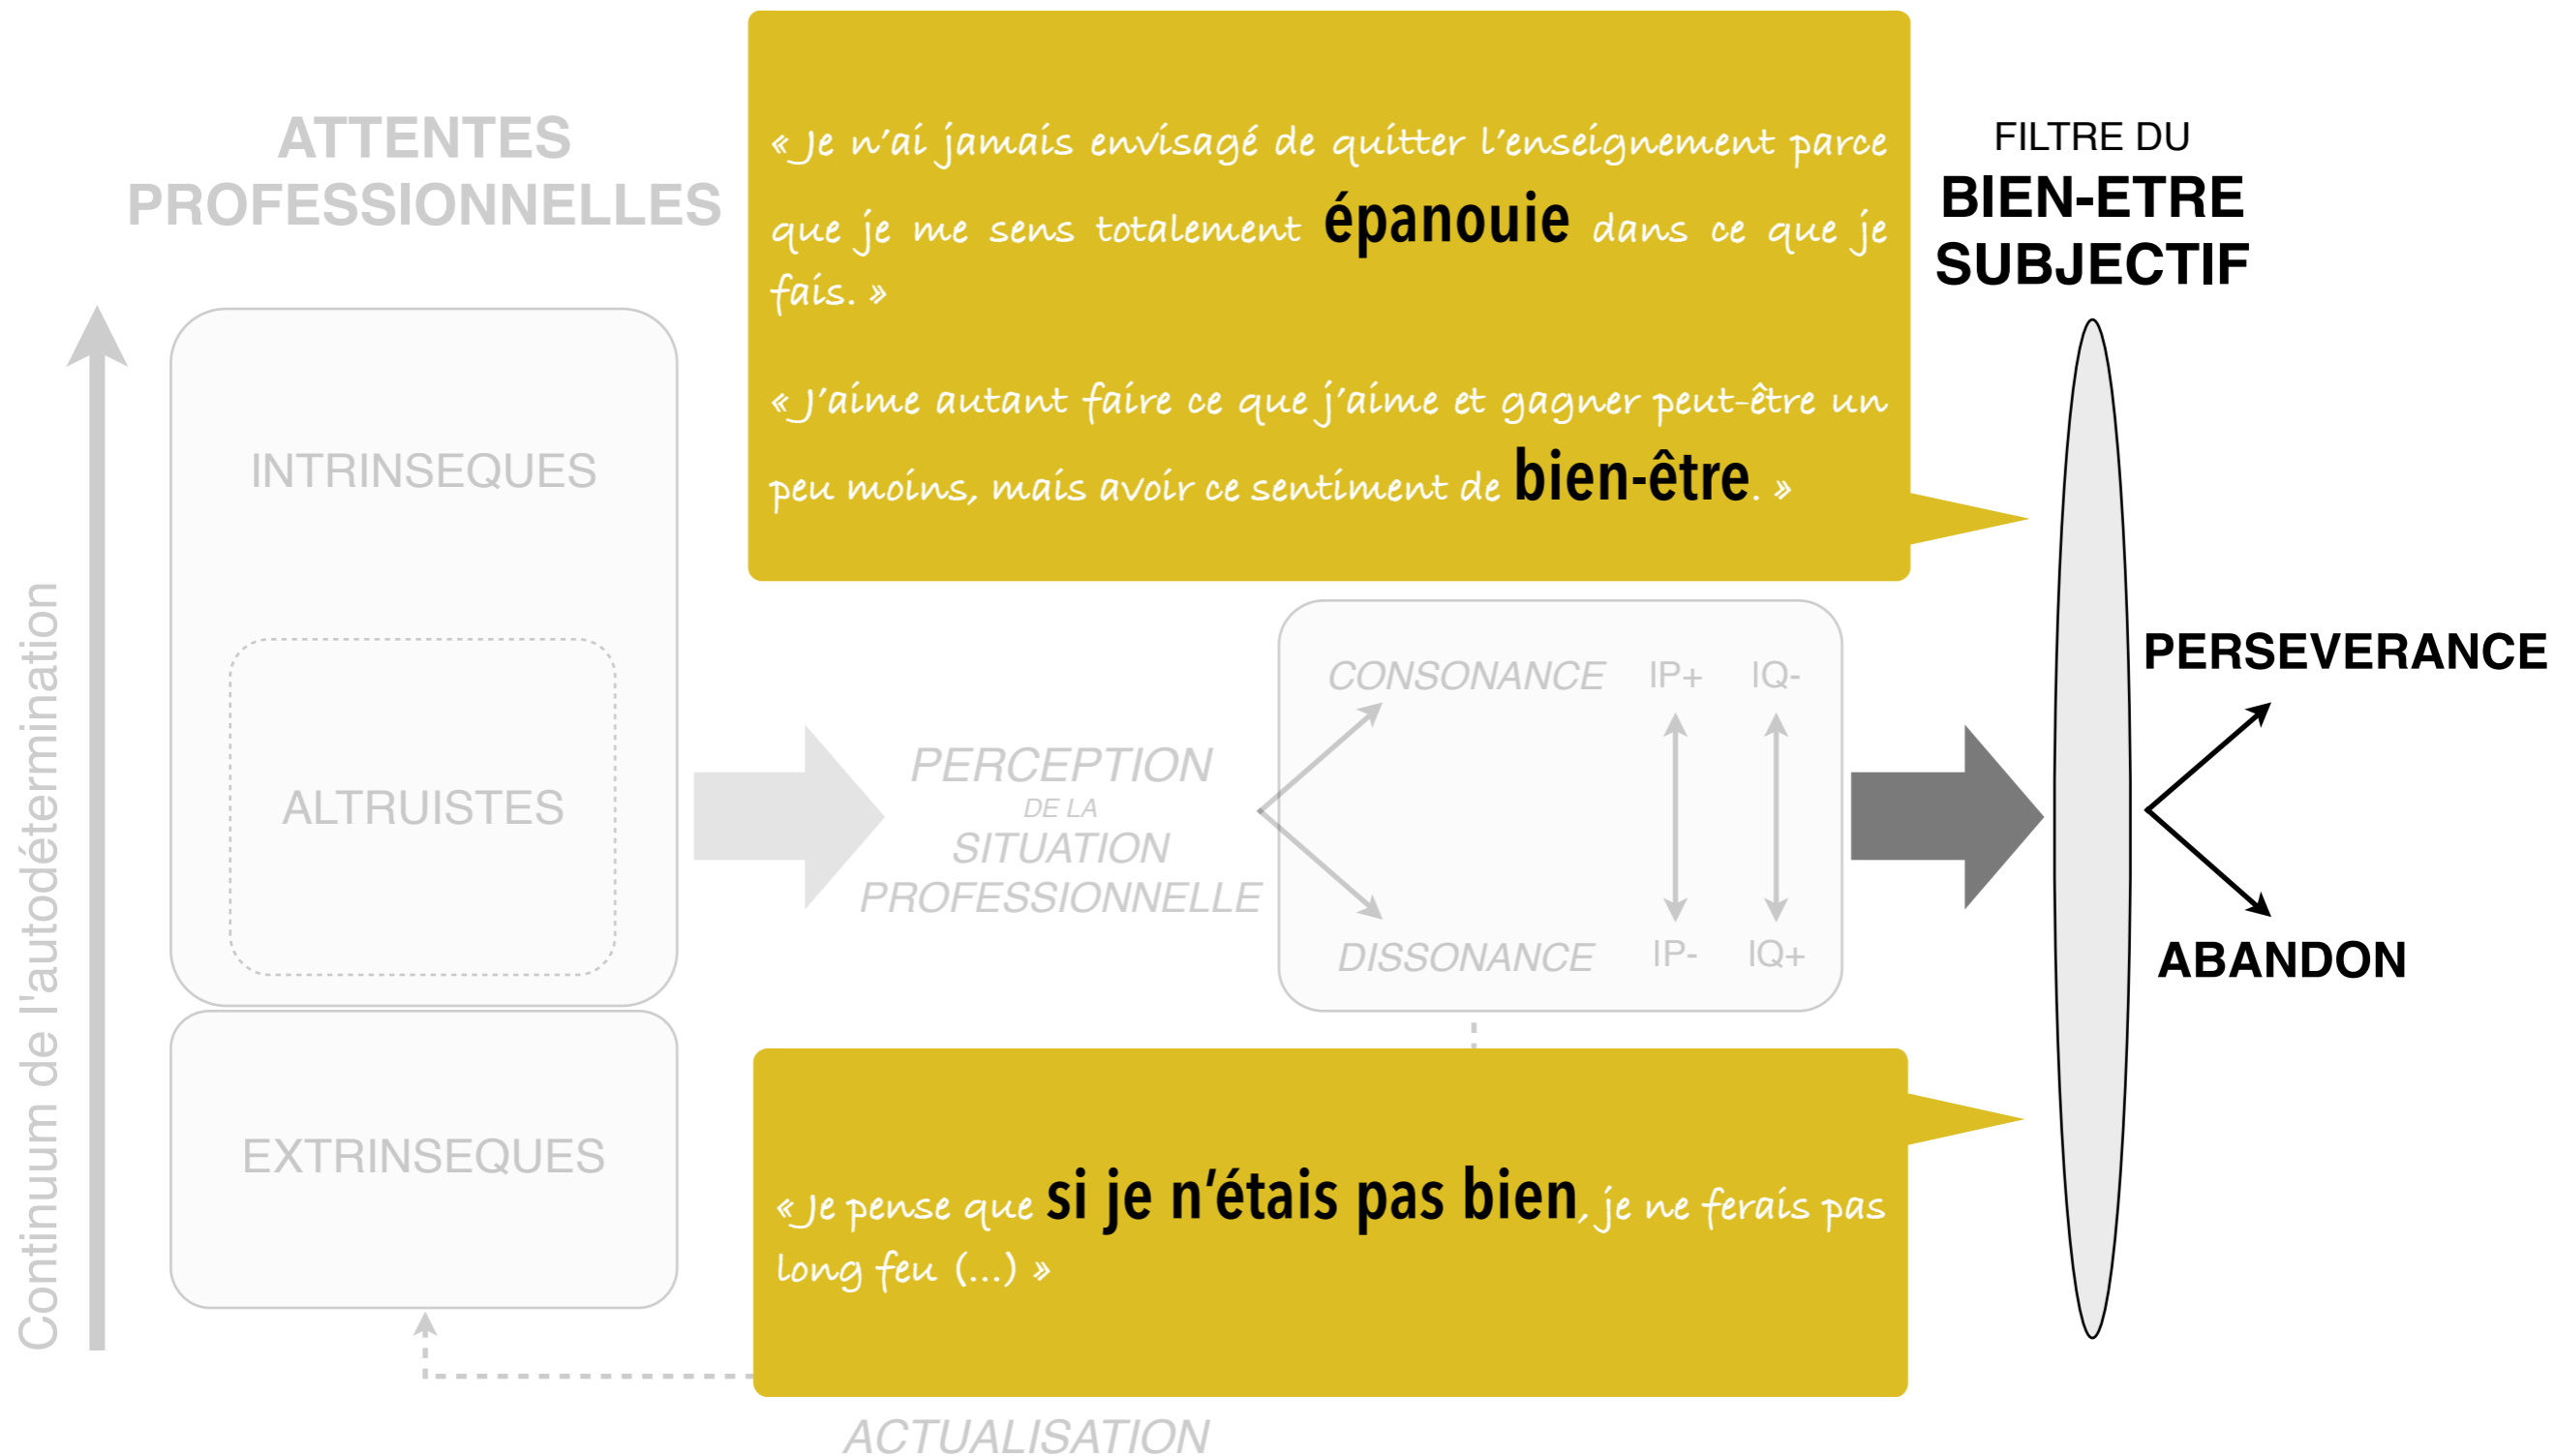 ATTENTES
PROFESSIONNELLES
Continuum de l'autodétermination
INTRINSEQUES
ALTRUISTES
EXTRINSEQUES
« Je n’ai jamais envisagé de quitter l’enseignement parce
que je me sens totalement épanouie dans ce que je
fais. »
« J’aime autant faire ce que j’aime et gagner peut-être un
peu moins, mais avoir ce sentiment de bien-être. »
PERCEPTION
DE LA
SITUATION
PROFESSIONNELLE
CONSONANCE IP+ IQ-
DISSONANCE IP- IQ+
« Je pense que si je n’étais pas bien, je ne ferais pas
long feu (...) »
ACTUALISATION
FILTRE DU
BIEN-ETRE
SUBJECTIF
PERSEVERANCE
ABANDON